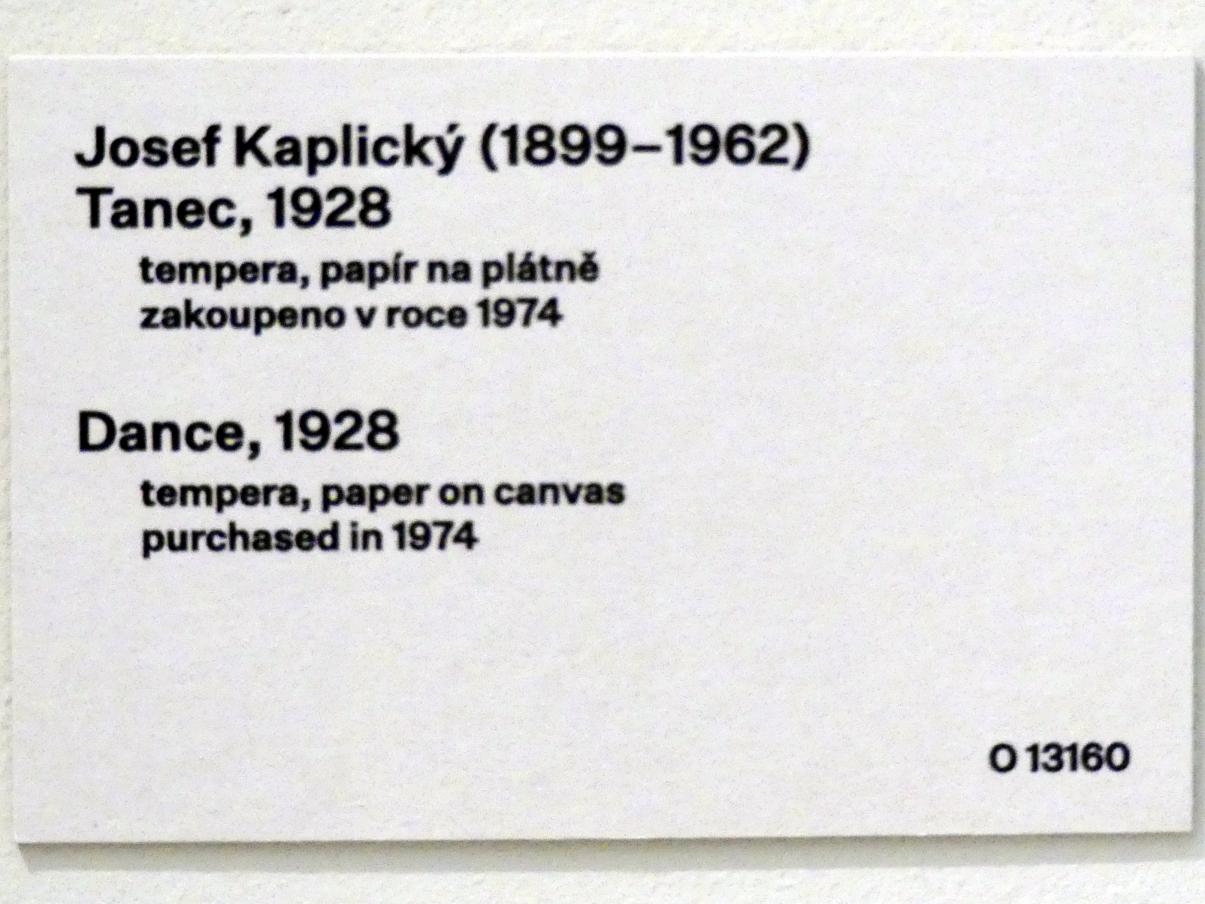 Josef Kaplický (1899–1962)
Tanec, 1928
tempera, papír na plátně
zakoupeno v roce 1974
Dance, 1928
tempera, paper on canvas
purchased in 1974
O 13160